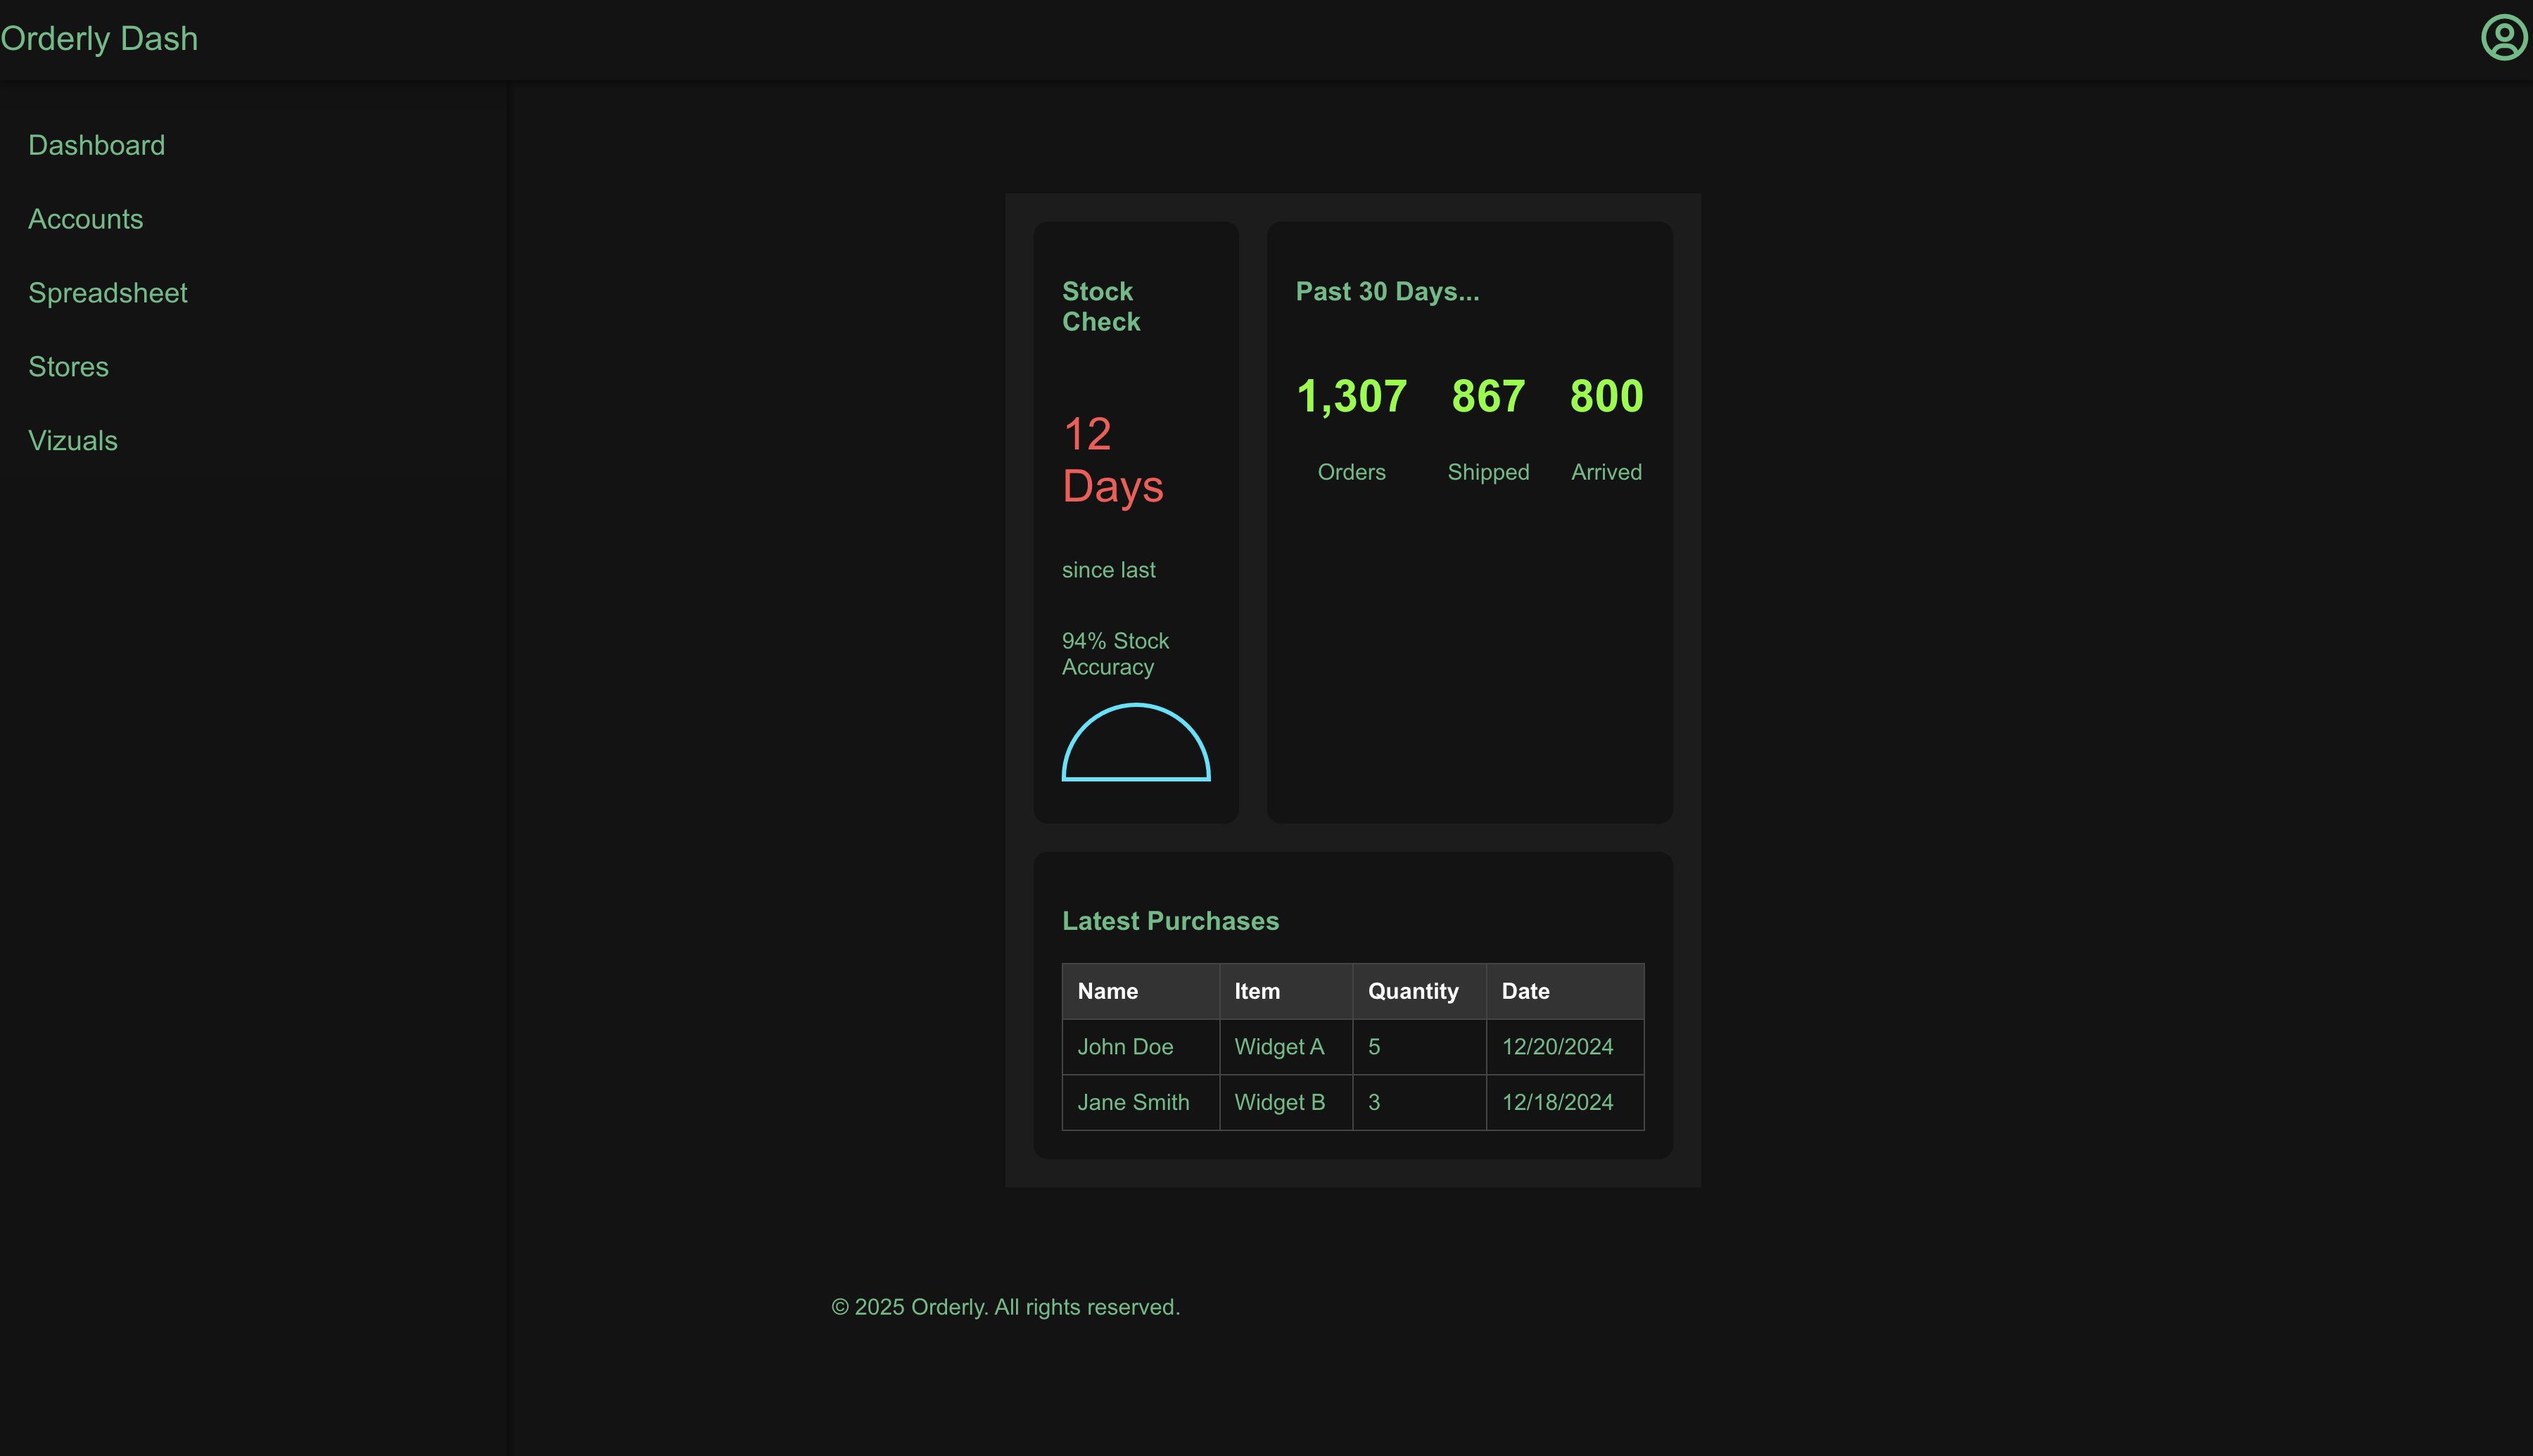 Orderly Dash
Dashboard
Accounts
Spreadsheet
Stores
Vizuals
Stock
Check
12
Days
since last
94% Stock
Accuracy
Past 30 Days...
1,307 867 800
Orders Shipped Arrived
Latest Purchases
Name Item Quantity Date
John Doe Widget A 5 12/20/2024
Jane Smith Widget B 3 12/18/2024
© 2025 Orderly. All rights reserved.